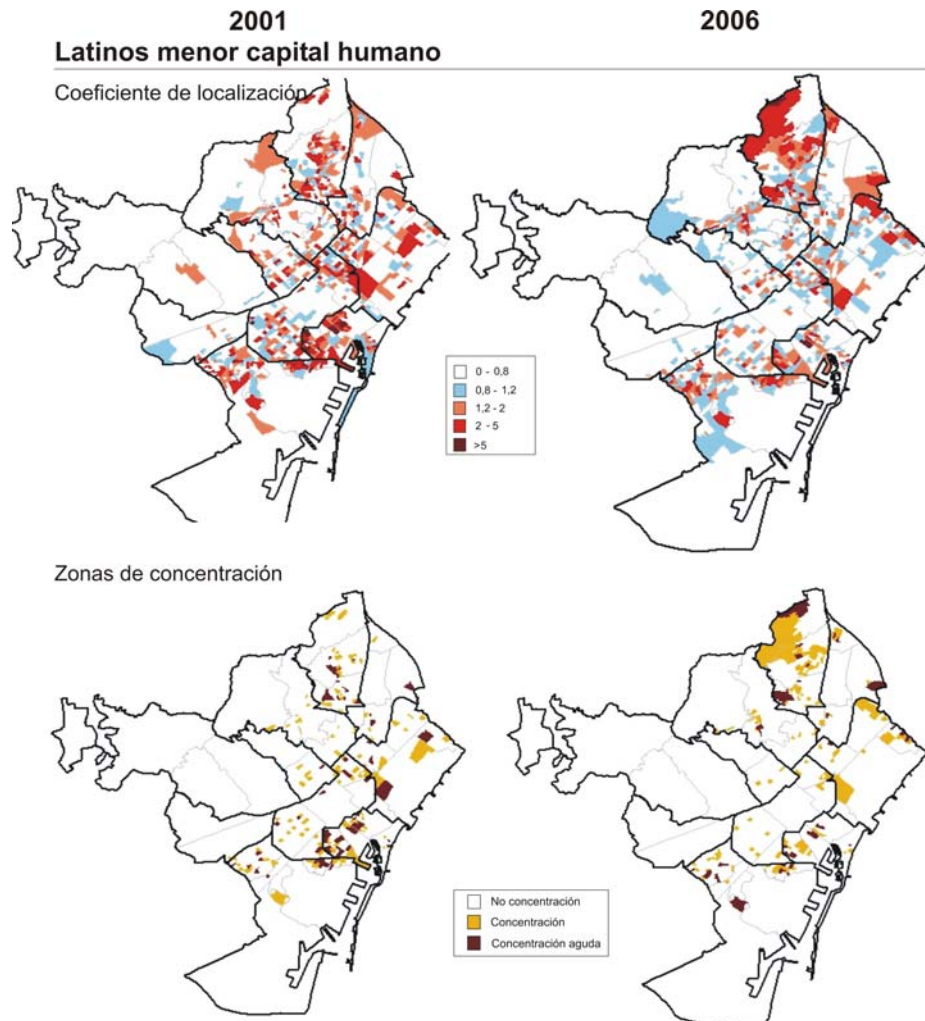 2001
2006
Latinos menor capital humano
Coeficiente de localización
0 - 0,8
0,8 - 1,2
1,2 - 2
2 - 5
>5
Zonas de concentración
No concentración
Concentración
Concentración aguda